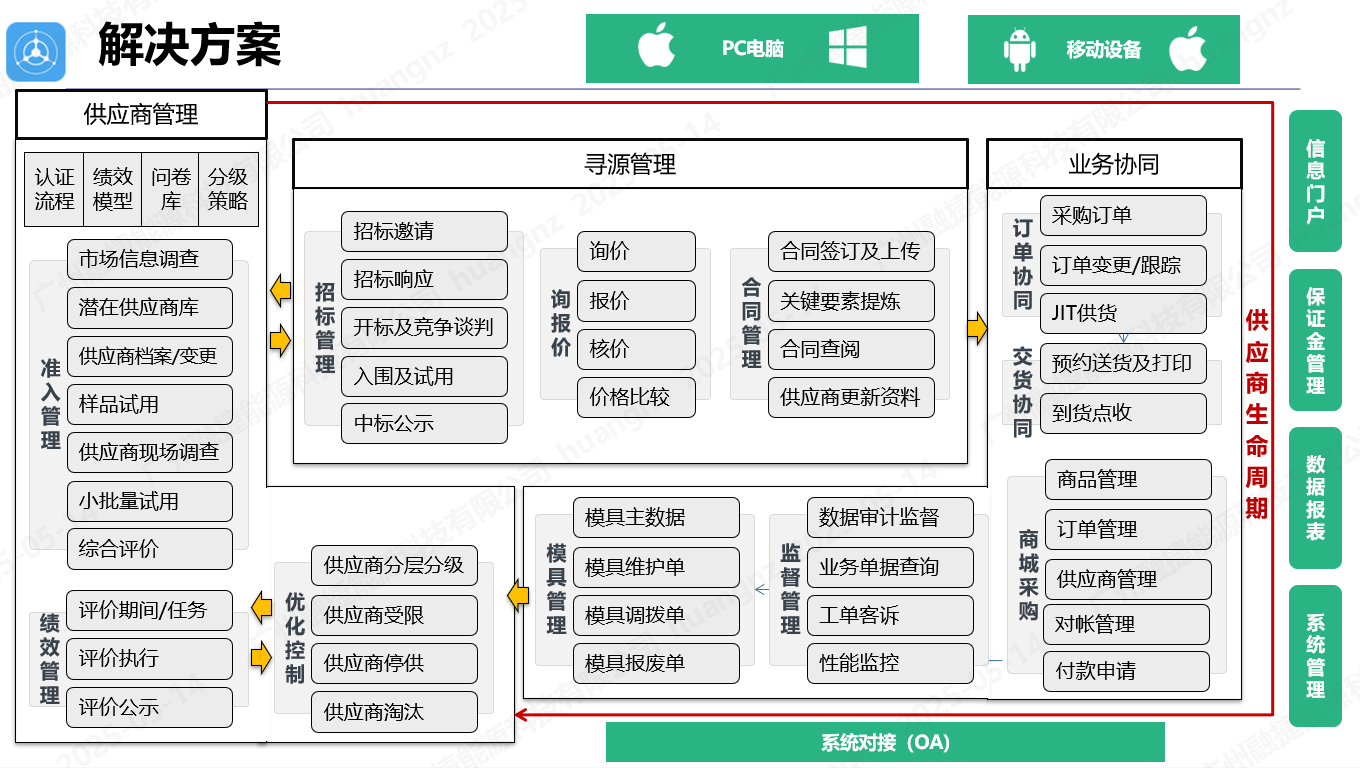 解决方案
PC电脑
移动设备
供应商管理
认证流程
绩效模型
问卷库
分级策略
准入管理
市场信息调查
潜在供应商库
供应商档案/变更
样品试用
供应商现场调查
小批量试用
综合评价
绩效管理
评价期间/任务
评价执行
评价公示
寻源管理
招标管理
招标邀请
招标响应
开标及竞争谈判
入围及试用
中标公示
询报价
询价
报价
核价
价格比较
合同管理
合同签订及上传
关键要素提炼
合同查阅
供应商更新资料
业务协同
订单协同
采购订单
订单变更/跟踪
JIT供货
交货协同
预约送货及打印
到货点收
商城采购
商品管理
订单管理
供应商管理
对帐管理
付款申请
优化控制
供应商分层分级
供应商受限
供应商停供
供应商淘汰
模具管理
模具主数据
模具维护单
模具调拨单
模具报废单
监督管理
数据审计监督
业务单据查询
工单客诉
性能监控
供应商生命周期
信息门户
保证金管理
数据报表
系统管理
系统对接（OA)